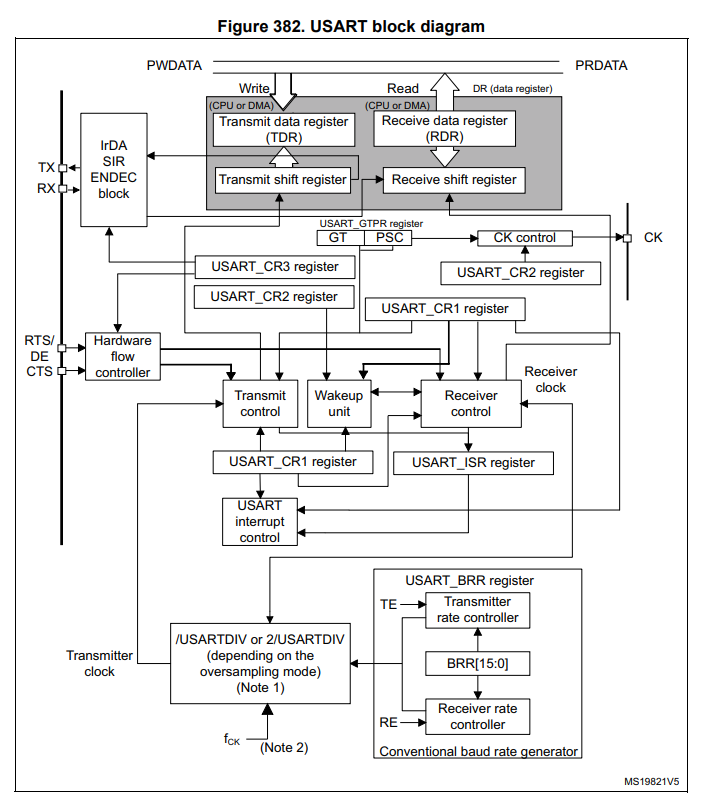 Figure 382. USART block diagram
PWDATA
PRDATA
Write
Read
DR (data register)
(CPU or DMA)
(CPU or DMA)
Transmit data register
(TDR)
Receive data register
(RDR)
IrDA
SIR
ENDEC
block
TX
RX
Transmit shift register
Receive shift register
USART_GTPR register
GT
PSC
CK control
CK
USART_CR3 register
USART_CR2 register
USART_CR2 register
USART_CR1 register
RTS/
DE
CTS
Hardware
flow
controller
Transmit
control
Wakeup
unit
Receiver
control
Receiver
clock
USART_CR1 register
USART_ISR register
USART
interrupt
control
USART_BRR register
TE
Transmitter
rate controller
Transmitter
clock
/USARTDIV or 2/USARTDIV
(depending on the
oversampling mode)
(Note 1)
BRR[15:0]
RE
Receiver rate
controller
fCK
(Note 2)
Conventional baud rate generator
MS19821V5